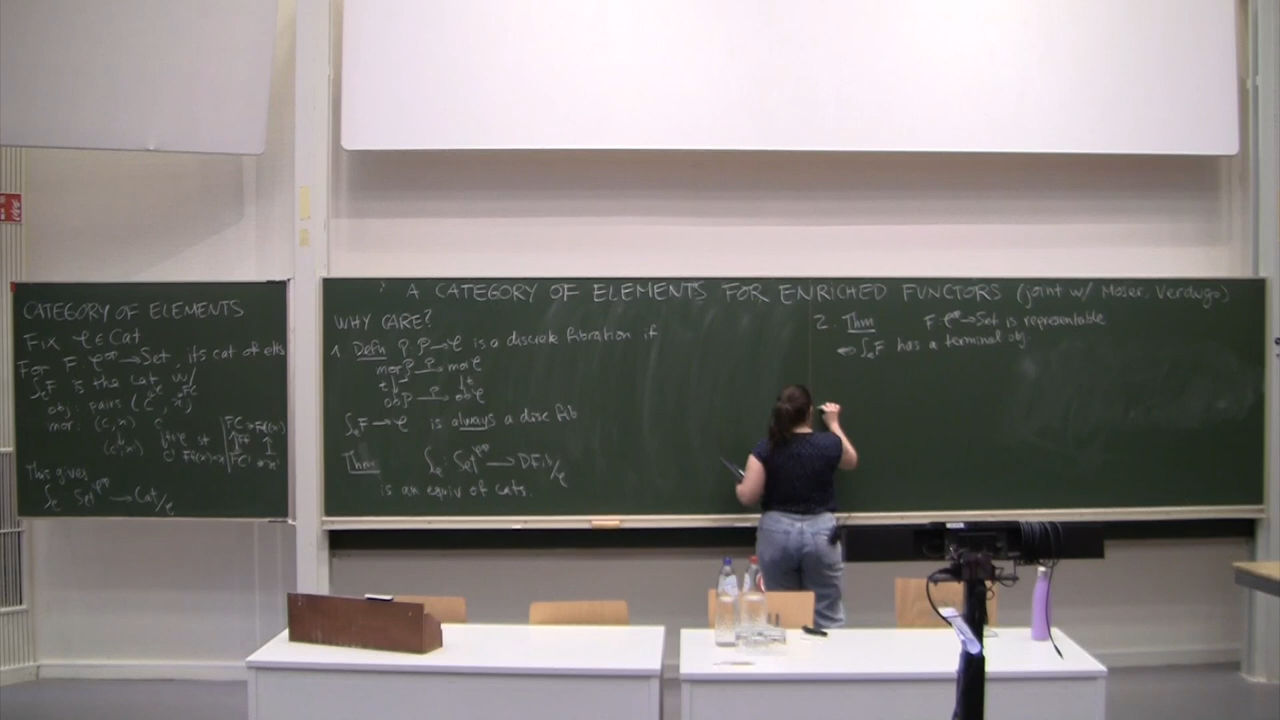 CATEGORY OF ELEMENTS
Fix C ∈ Cat
For F: C^op → Set, its cat of elts
∫_C F is the cat w/
obj: pairs (c, x)
mor: (c, x)
(c', x')
This gives
∫_C : Set^{C^op} → Cat/C
A CATEGORY OF ELEMENTS FOR ENRICHED FUNCTORS (joint w/ Moser, Verdugo)
WHY CARE?
1. Defn P: P → C is a discrete fibration if
mor P →^P mor C
t ↓ ↓ t
ob P →^P ob C
∫_C F → C is always a disc fib
Thm ∫_C : Set^{C^op} → DFib/C
is an equiv of cats.
2. Thm F: C^op → Set is representable
⇔ ∫_C F has a terminal obj.